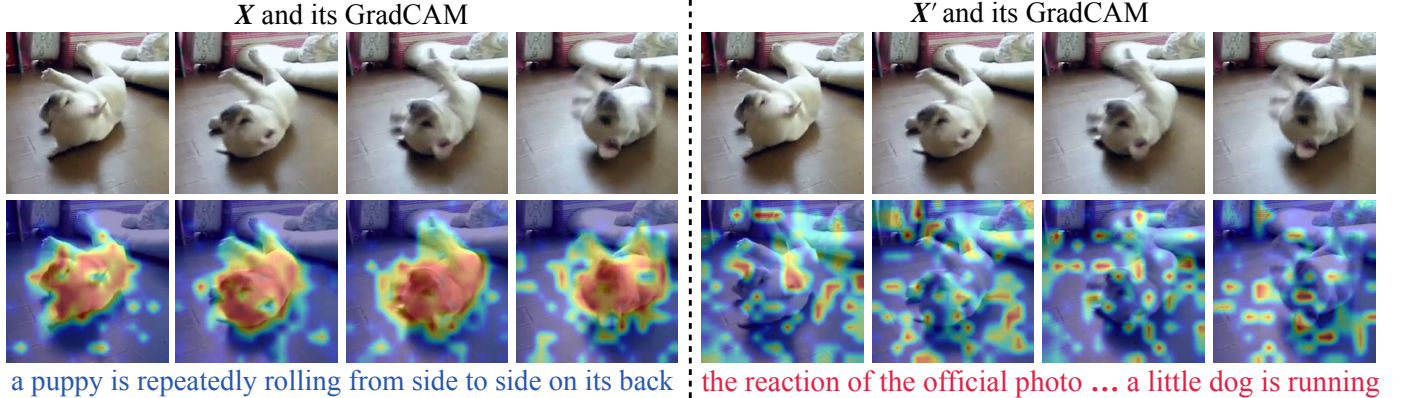 X and its GradCAM
X′ and its GradCAM
a puppy is repeatedly rolling from side to side on its back
the reaction of the official photo ... a little dog is running